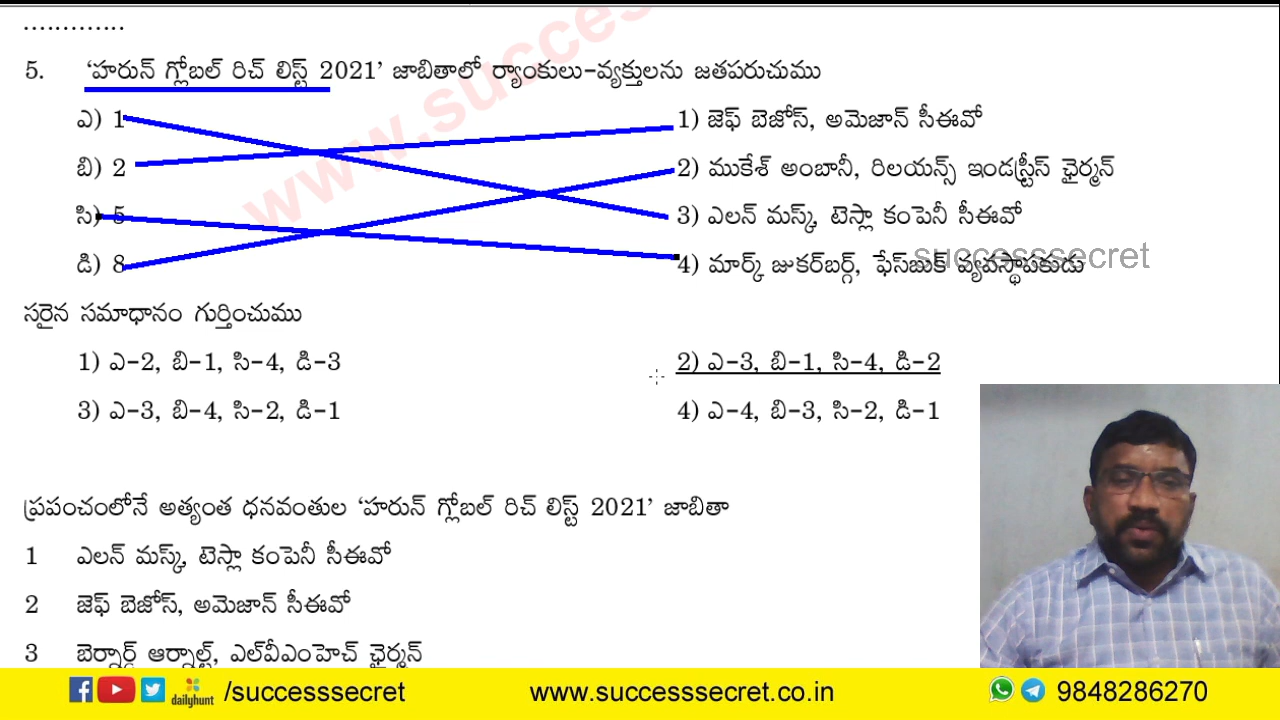 .............
5. 'హరున్ గ్లోబల్ రిచ్ లిస్ట్ 2021' జాబితాలో ర్యాంకులు-వ్యక్తులను జతపరుచుము
ఎ) 1 1) జెఫ్ బెజోస్, అమెజాన్ సీఈవో
బి) 2 2) ముకేశ్ అంబానీ, రిలయన్స్ ఇండస్ట్రీస్ ఛైర్మన్
సి) 5 3) ఎలన్ మస్క్ టెస్లా కంపెనీ సీఈవో
డి) 8 4) మార్క్ జుకర్‌బర్గ్, ఫేస్‌బుక్ వ్యవస్థాపకుడు
successsecret
సరైన సమాధానం గుర్తించుము
1) ఎ-2, బి-1, సి-4, డి-3 2) ఎ-3, బి-1, సి-4, డి-2
3) ఎ-3, బి-4, సి-2, డి-1 4) ఎ-4, బి-3, సి-2, డి-1
ప్రపంచంలోనే అత్యంత ధనవంతుల 'హరున్ గ్లోబల్ రిచ్ లిస్ట్ 2021' జాబితా
1 ఎలన్ మస్క్, టెస్లా కంపెనీ సీఈవో
2 జెఫ్ బెజోస్, అమెజాన్ సీఈవో
3 బెర్నార్డ్ ఆర్నాల్ట్, ఎల్‌వీఎంహెచ్ ఛైర్మన్
www.succes
dailyhunt /successsecret www.successsecret.co.in 9848286270